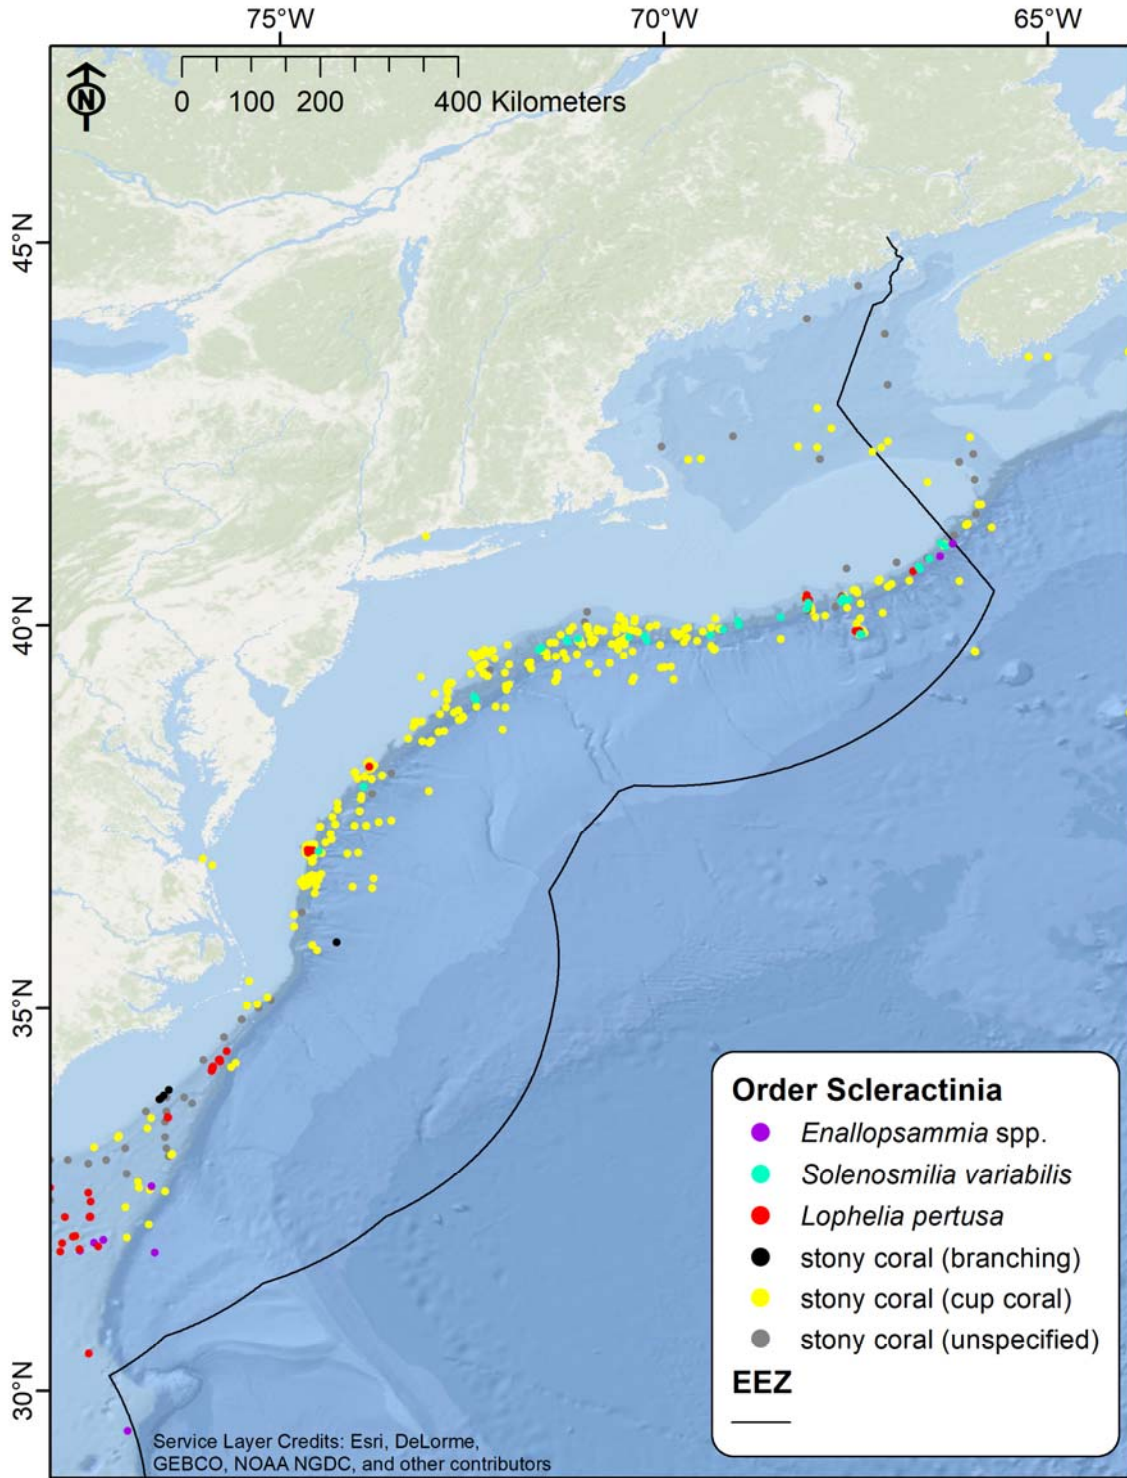 75°W 70°W 65°W
N
0 100 200 400 Kilometers
45°N
40°N
35°N
30°N
Order Scleractinia
Enallopsammia spp.
Solenosmilia variabilis
Lophelia pertusa
stony coral (branching)
stony coral (cup coral)
stony coral (unspecified)
EEZ
Service Layer Credits: Esri, DeLorme,
GEBCO, NOAA NGDC, and other contributors